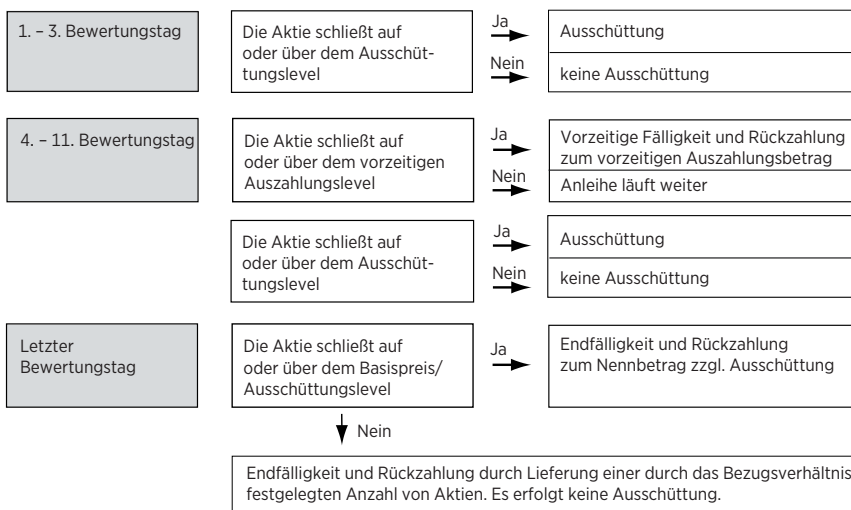 1. – 3. Bewertungstag
Die Aktie schließt auf
oder über dem Ausschüt-
tungslevel
Ja
Ausschüttung
Nein
keine Ausschüttung
4. – 11. Bewertungstag
Die Aktie schließt auf
oder über dem vorzeitigen
Auszahlungslevel
Ja
Vorzeitige Fälligkeit und Rückzahlung
zum vorzeitigen Auszahlungsbetrag
Nein
Anleihe läuft weiter
Die Aktie schließt auf
oder über dem Ausschüt-
tungslevel
Ja
Ausschüttung
Nein
keine Ausschüttung
Letzter
Bewertungstag
Die Aktie schließt auf
oder über dem Basispreis/
Ausschüttungslevel
Ja
Endfälligkeit und Rückzahlung
zum Nennbetrag zzgl. Ausschüttung
Nein
Endfälligkeit und Rückzahlung durch Lieferung einer durch das Bezugsverhältnis
festgelegten Anzahl von Aktien. Es erfolgt keine Ausschüttung.